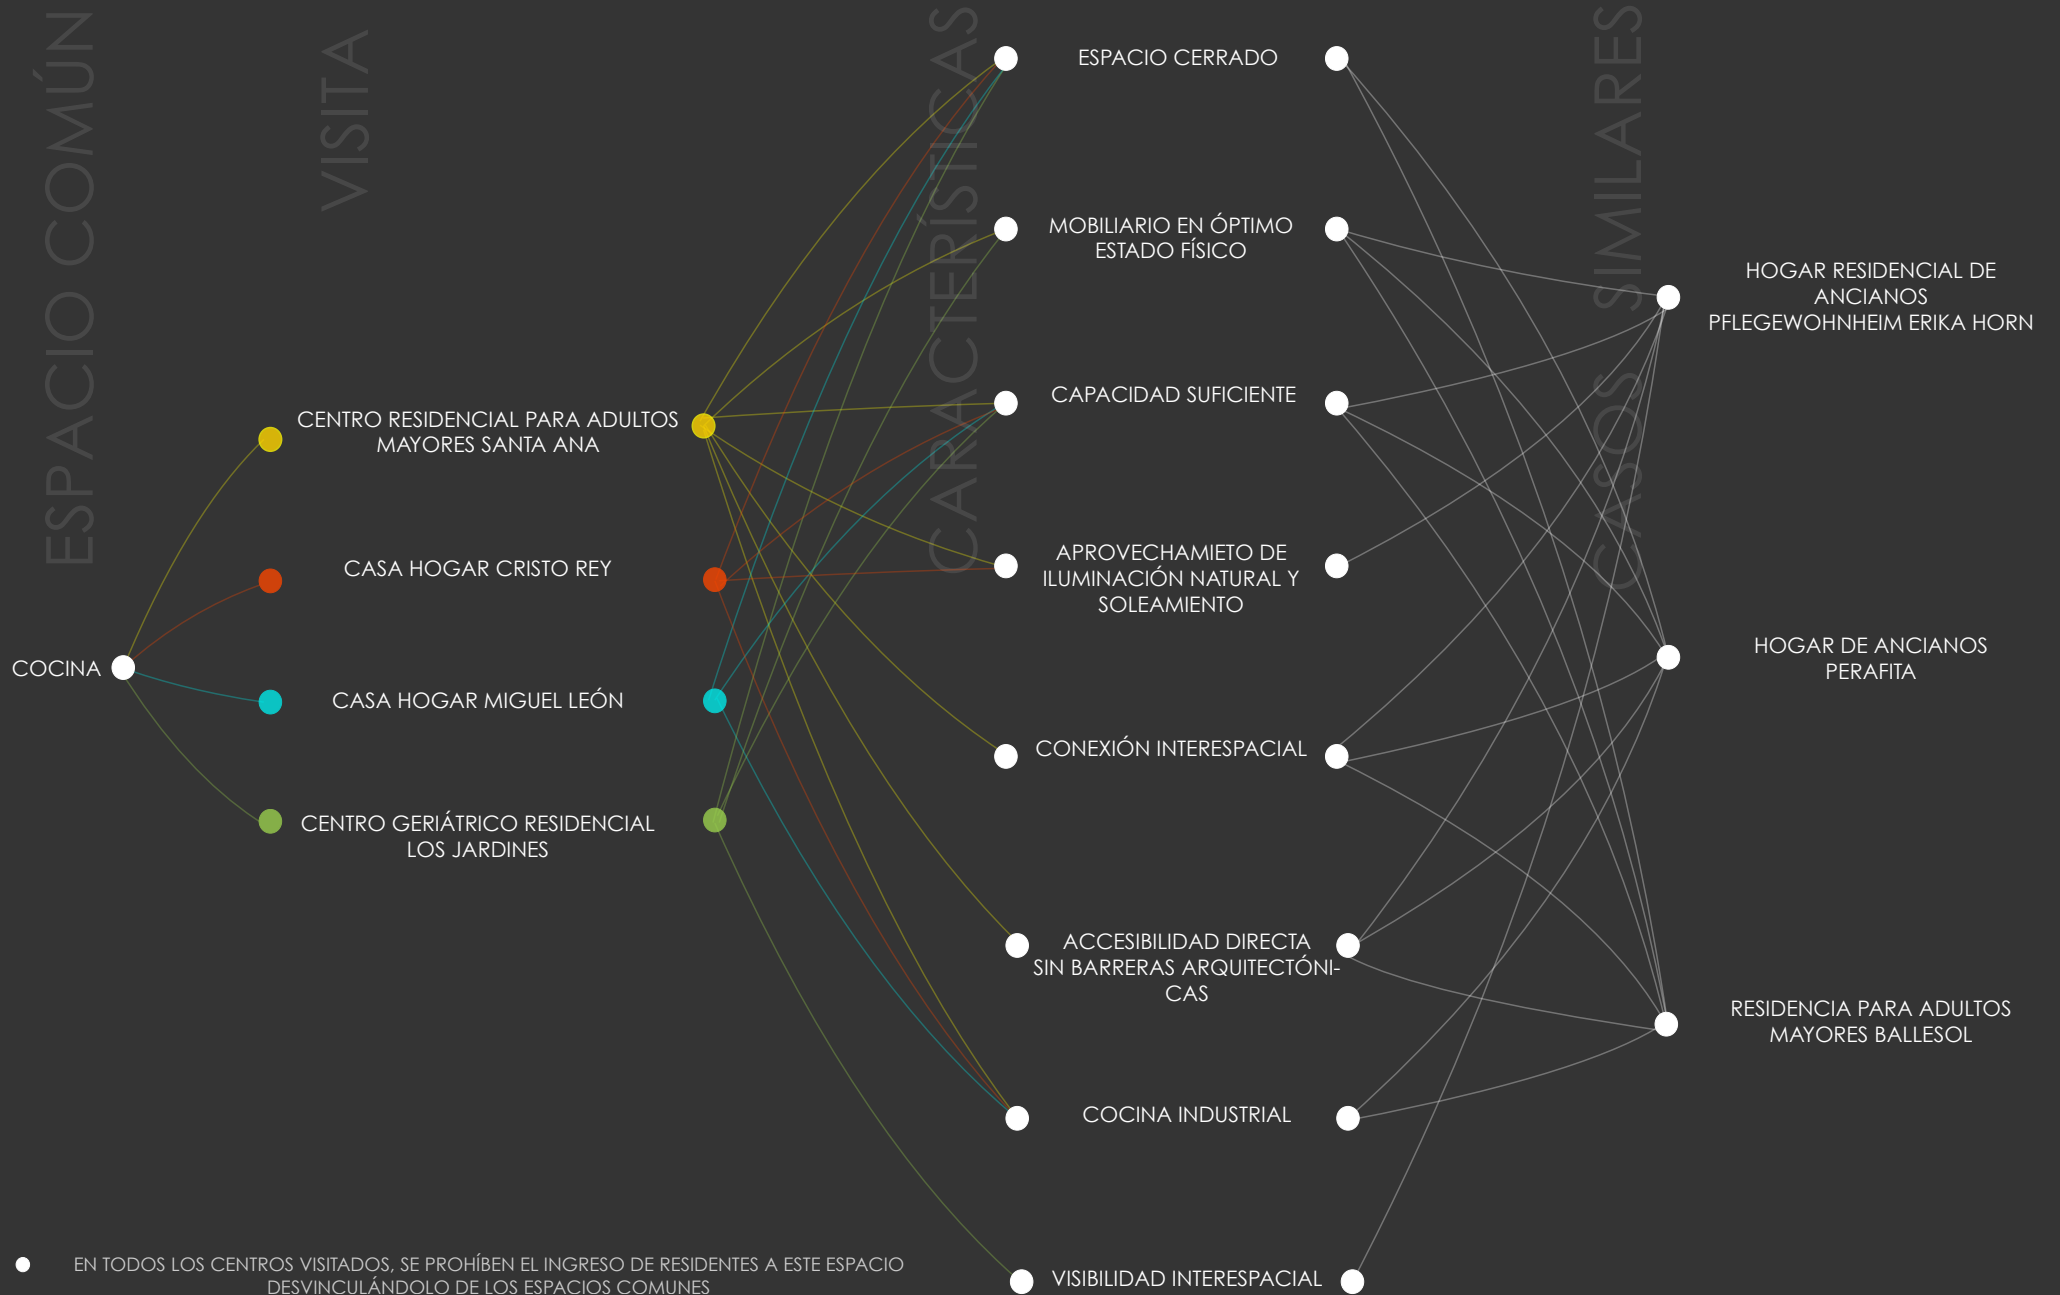 ESPACIO COMÚN
VISITA
CARACTERÍSTICAS
CASOS SIMILARES
COCINA
CENTRO RESIDENCIAL PARA ADULTOS
MAYORES SANTA ANA
CASA HOGAR CRISTO REY
CASA HOGAR MIGUEL LEÓN
CENTRO GERIÁTRICO RESIDENCIAL
LOS JARDINES
ESPACIO CERRADO
MOBILIARIO EN ÓPTIMO
ESTADO FÍSICO
CAPACIDAD SUFICIENTE
APROVECHAMIETO DE
ILUMINACIÓN NATURAL Y
SOLEAMIENTO
CONEXIÓN INTERESPACIAL
ACCESIBILIDAD DIRECTA
SIN BARRERAS ARQUITECTÓNI-
CAS
COCINA INDUSTRIAL
VISIBILIDAD INTERESPACIAL
HOGAR RESIDENCIAL DE
ANCIANOS
PFLEGEWOHNHEIM ERIKA HORN
HOGAR DE ANCIANOS
PERAFITA
RESIDENCIA PARA ADULTOS
MAYORES BALLESOL
EN TODOS LOS CENTROS VISITADOS, SE PROHÍBEN EL INGRESO DE RESIDENTES A ESTE ESPACIO
DESVINCULÁNDOLO DE LOS ESPACIOS COMUNES